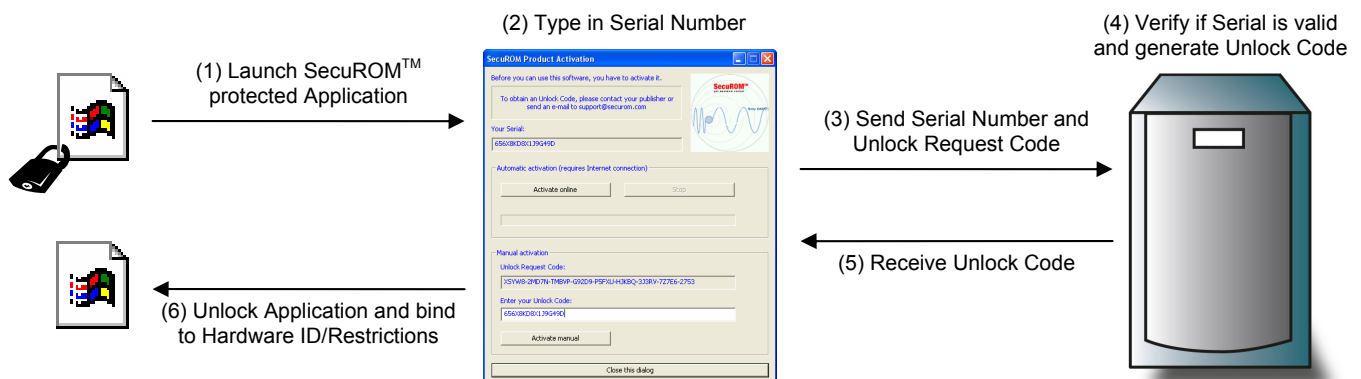 (1) Launch SecuROM™
protected Application
(2) Type in Serial Number
SecuROM Product Activation
Before you can use this software, you have to activate it.
To obtain an Unlock Code, please contact your publisher or
send an e-mail to support@securom.com
SecuROM™
Your Serial:
656X8KD8X1J9G49D
Automatic activation (requires Internet connection)
Activate online
Stop
Manual activation
Unlock Request Code:
XSYW8-2MD7N-TMBVP-G92D9-P5FXU-HJKBQ-3J3RV-7Z7E6-2753
Enter your Unlock Code:
656X8KD8X1J9G49D
Activate manual
Close this dialog
(3) Send Serial Number and
Unlock Request Code
(4) Verify if Serial is valid
and generate Unlock Code
(5) Receive Unlock Code
(6) Unlock Application and bind
to Hardware ID/Restrictions